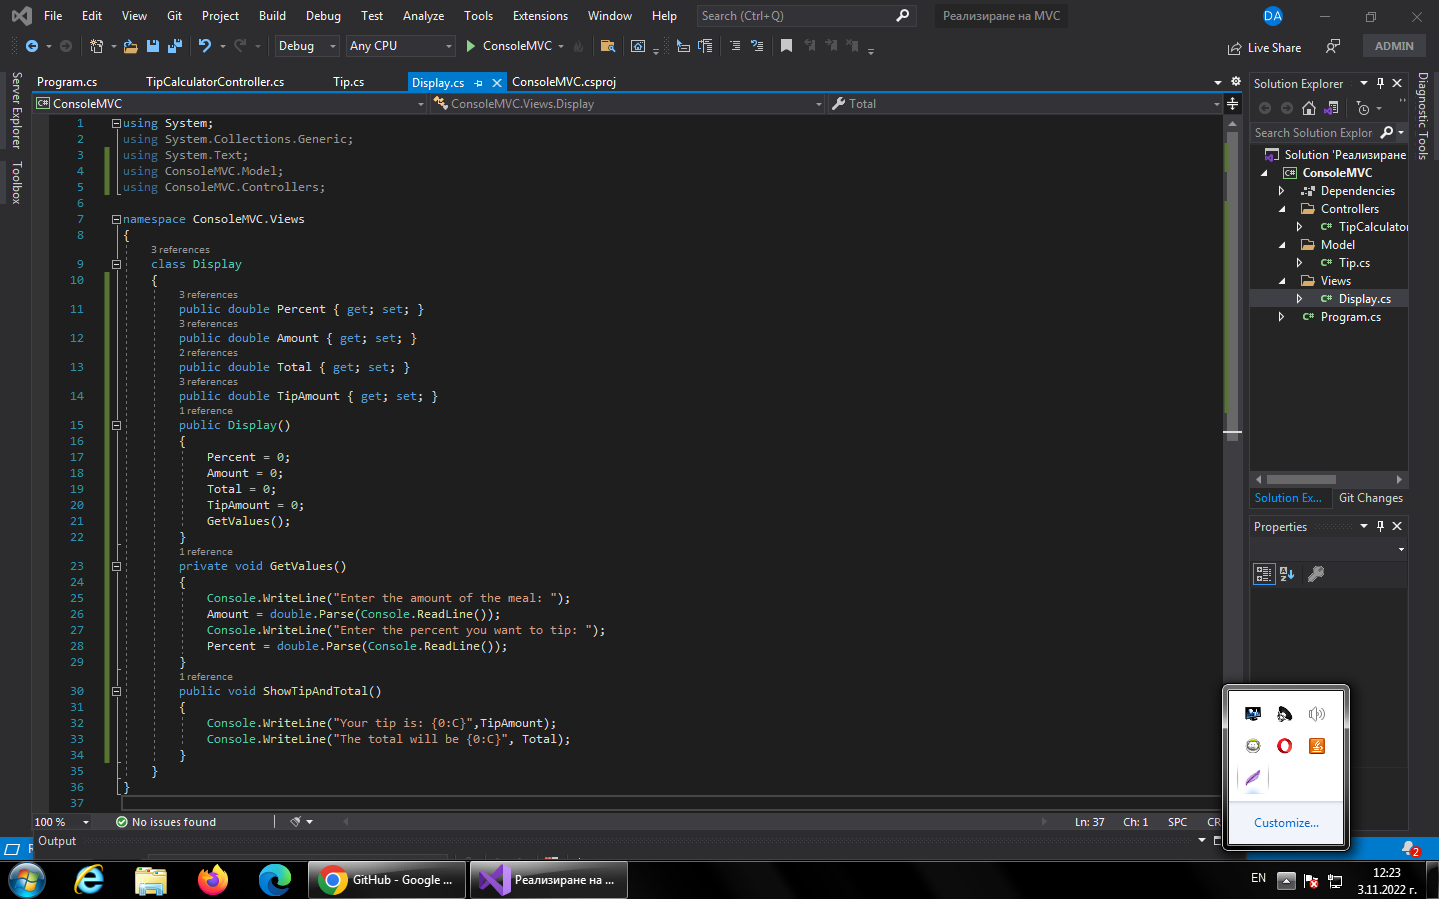 File Edit View Git Project Build Debug Test Analyze Tools Extensions Window Help Search (Ctrl+Q) Реализиране на MVC DA
Debug Any CPU ConsoleMVC Live Share ADMIN
Server Explorer
Toolbox
Program.cs TipCalculatorController.cs Tip.cs Display.cs ConsoleMVC.csproj
ConsoleMVC ConsoleMVC.Views.Display Total
1 using System;
2 using System.Collections.Generic;
3 using System.Text;
4 using ConsoleMVC.Model;
5 using ConsoleMVC.Controllers;
6
7 namespace ConsoleMVC.Views
8 {
3 references
9 class Display
10 {
3 references
11 public double Percent { get; set; }
3 references
12 public double Amount { get; set; }
2 references
13 public double Total { get; set; }
3 references
14 public double TipAmount { get; set; }
1 reference
15 public Display()
16 {
17 Percent = 0;
18 Amount = 0;
19 Total = 0;
20 TipAmount = 0;
21 GetValues();
22 }
1 reference
23 private void GetValues()
24 {
25 Console.WriteLine("Enter the amount of the meal: ");
26 Amount = double.Parse(Console.ReadLine());
27 Console.WriteLine("Enter the percent you want to tip: ");
28 Percent = double.Parse(Console.ReadLine());
29 }
1 reference
30 public void ShowTipAndTotal()
31 {
32 Console.WriteLine("Your tip is: {0:C}",TipAmount);
33 Console.WriteLine("The total will be {0:C}", Total);
34 }
35 }
36 }
37
100 % No issues found Ln: 37 Ch: 1 SPC CR
Output
Solution Explorer
Search Solution Explor
Solution 'Реализиране
ConsoleMVC
Dependencies
Controllers
TipCalculator
Model
Tip.cs
Views
Display.cs
Program.cs
Solution Ex... Git Changes
Properties
Diagnostic Tools
Customize...
2
GitHub - Google ... Реализиране на ... EN 12:23
3.11.2022 г.